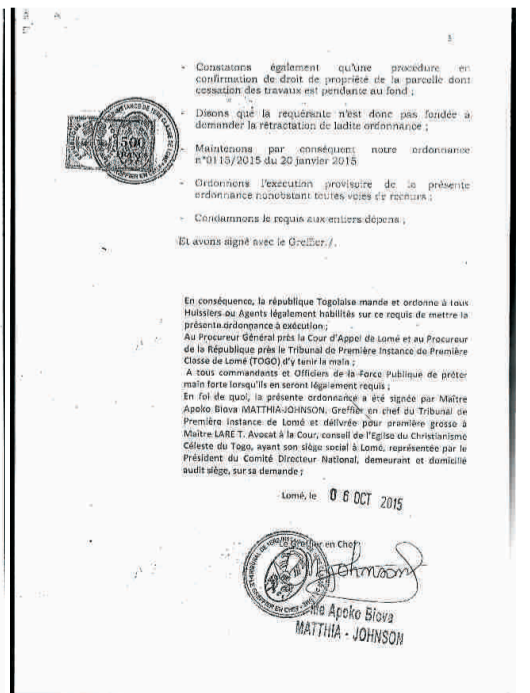 3
- Constatons également qu'une procédure en
confirmation de droit de propriété de la parcelle dont
cessation des travaux est pendante au fond ;
- Disons que la requérante n'est donc pas fondée à
demander la rétractation de ladite ordonnance ;
- Maintenons par conséquent notre ordonnance
n°0115/2015 du 20 janvier 2015
- Ordonnons l'exécution provisoire de la présente
ordonnance nonobstant toutes voies de recours ;
- Condamnons le requis aux entiers dépens ;
Et avons signé avec le Greffier./.
500
En conséquence, la république Togolaise mande et ordonne à tous
Huissiers ou Agents légalement habilités sur ce requis de mettre la
présente ordonnance à exécution ;
Au Procureur Général près la Cour d'Appel de Lomé et au Procureur
de la République près le Tribunal de Première Instance de Première
Classe de Lomé (TOGO) d'y tenir la main ;
A tous commandants et Officiers de la Force Publique de prêter
main forte lorsqu'ils en seront légalement requis ;
En foi de quoi, la présente ordonnance a été signée par Maître
Apoko Biova MATTHIA-JOHNSON. Greffier en chef du Tribunal de
Première Instance de Lomé et délivrée pour première grosse à
Maître LARE T. Avocat à la Cour, conseil de l'Eglise du Christianisme
Céleste du Togo, ayant son siège social à Lomé, représentée par le
Président du Comité Directeur National, demeurant et domicilié
audit siège, sur sa demande ;
Lomé, le 06 OCT 2015
Le Greffier en Chef
Me Apoko Biova
MATTHIA - JOHNSON